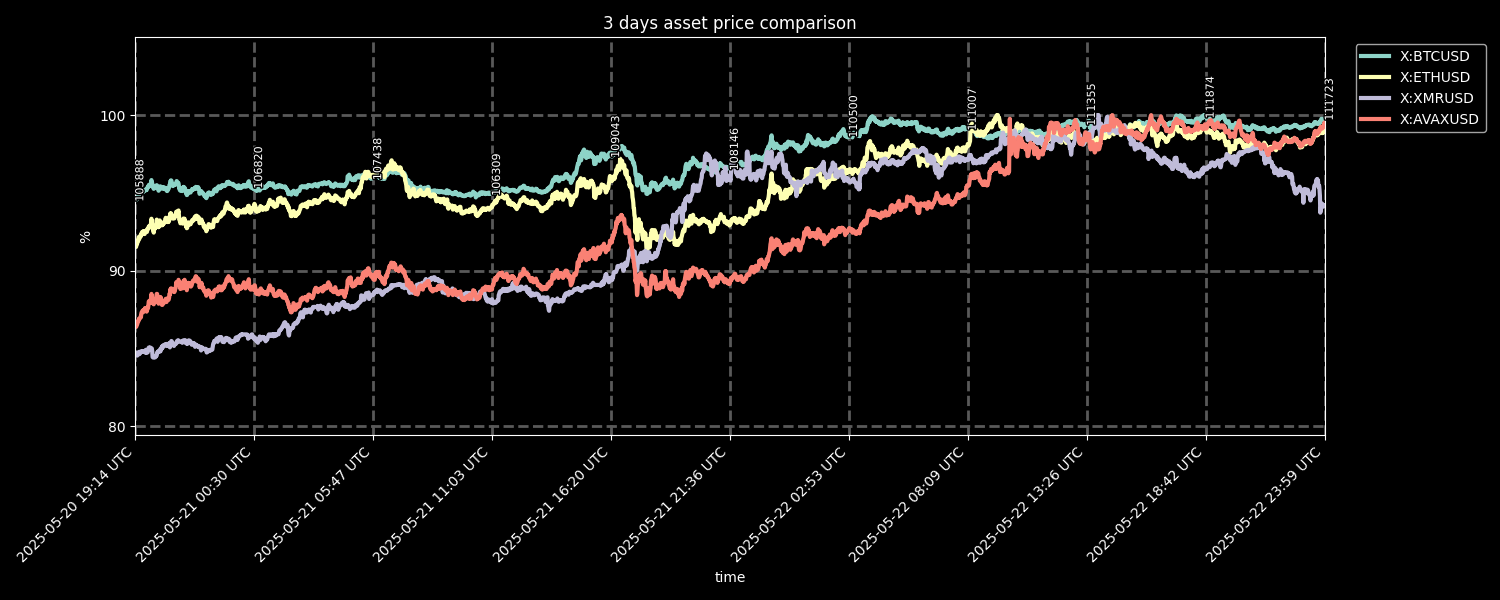 3 days asset price comparison
X:BTCUSD
X:ETHUSD
X:XMRUSD
X:AVAXUSD
100
90
80
%
105888
106820
107438
106309
109043
108146
110500
111007
111355
111874
111723
2025-05-20 19:14 UTC
2025-05-21 00:30 UTC
2025-05-21 05:47 UTC
2025-05-21 11:03 UTC
2025-05-21 16:20 UTC
2025-05-21 21:36 UTC
2025-05-22 02:53 UTC
2025-05-22 08:09 UTC
2025-05-22 13:26 UTC
2025-05-22 18:42 UTC
2025-05-22 23:59 UTC
time